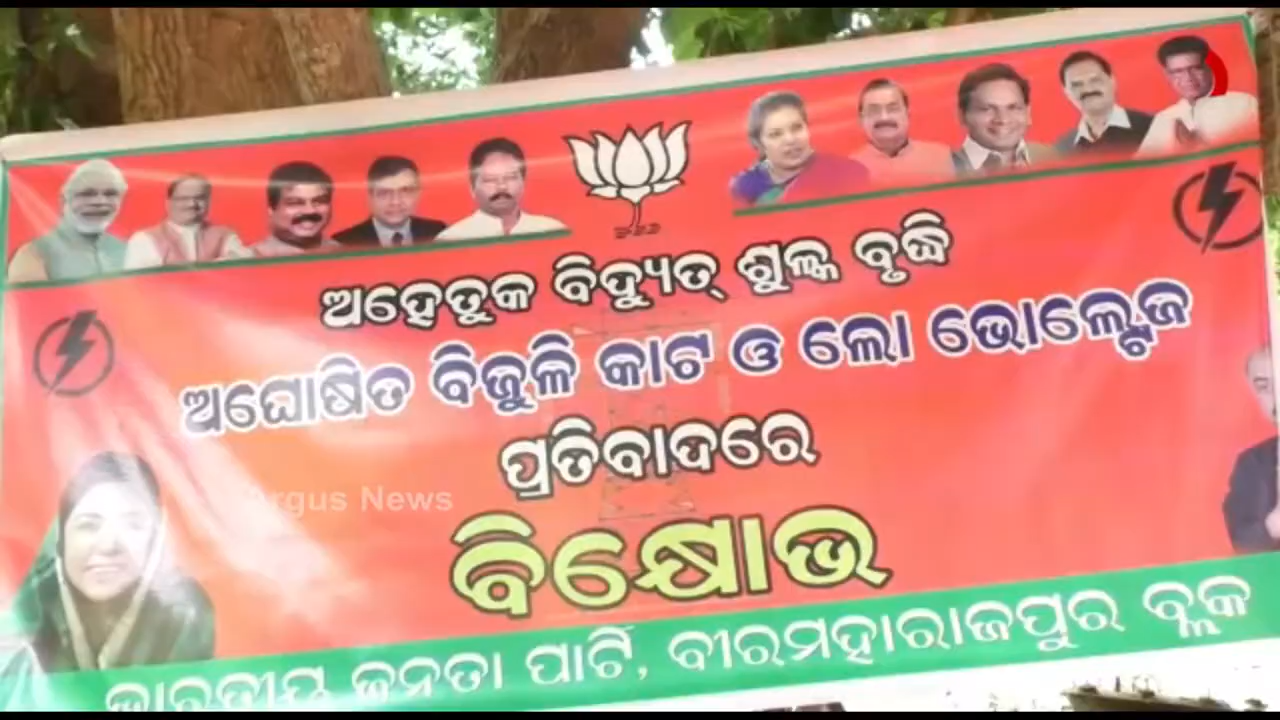 ଅହେତୁକ ବିଦ୍ୟୁତ୍ ଶୁଳ୍କ ବୃଦ୍ଧି
ଅଘୋଷିତ ବିଜୁଳି କାଟ ଓ ଲୋ ଭୋଲ୍ଟେଜ
ପ୍ରତିବାଦରେ
Argus News
ବିକ୍ଷୋଭ
ଭାରତୀୟ ଜନତା ପାର୍ଟି, ବୀରମହାରାଜପୁର ବ୍ଲକ